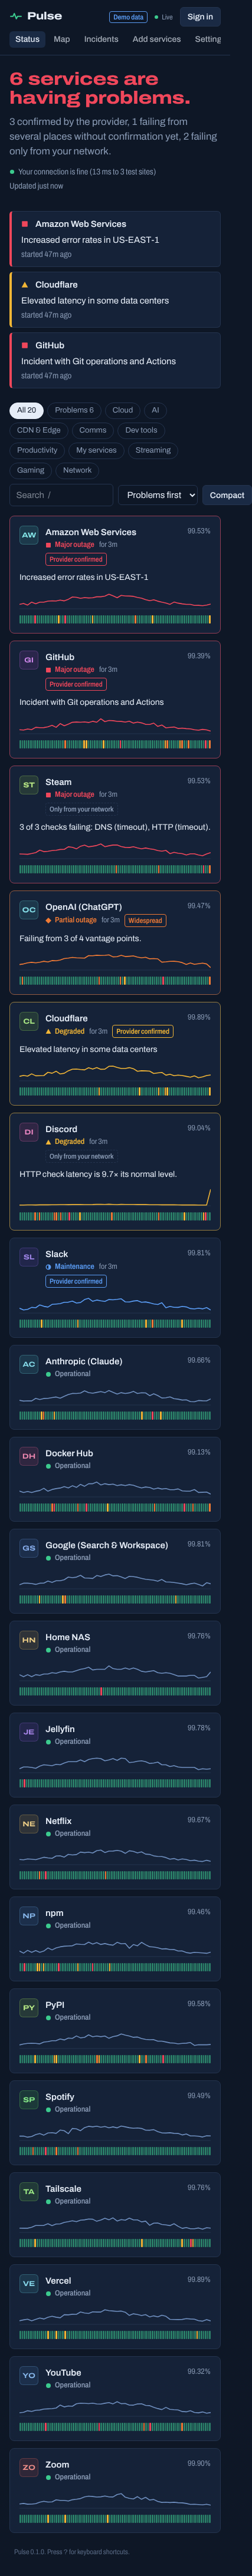 Pulse
Demo data
Live
Sign in
Status Map Incidents Add services Setting
6 services are
having problems.
3 confirmed by the provider, 1 failing from
several places without confirmation yet, 2 failing
only from your network.
Your connection is fine (13 ms to 3 test sites)
Updated just now
Amazon Web Services
Increased error rates in US-EAST-1
started 47m ago
Cloudflare
Elevated latency in some data centers
started 47m ago
GitHub
Incident with Git operations and Actions
started 47m ago
All 20 Problems 6 Cloud AI
CDN & Edge Comms Dev tools
Productivity My services Streaming
Gaming Network
Search / Problems first Compact
AW Amazon Web Services 99.53%
Major outage for 3m
Provider confirmed
Increased error rates in US-EAST-1
GI GitHub 99.39%
Major outage for 3m
Provider confirmed
Incident with Git operations and Actions
ST Steam 99.53%
Major outage for 3m
Only from your network
3 of 3 checks failing: DNS (timeout), HTTP (timeout).
OC OpenAI (ChatGPT) 99.47%
Partial outage for 3m Widespread
Failing from 3 of 4 vantage points.
CL Cloudflare 99.89%
Degraded for 3m Provider confirmed
Elevated latency in some data centers
DI Discord 99.04%
Degraded for 3m
Only from your network
HTTP check latency is 9.7× its normal level.
SL Slack 99.81%
Maintenance for 3m
Provider confirmed
AC Anthropic (Claude) 99.66%
Operational
DH Docker Hub 99.13%
Operational
GS Google (Search & Workspace) 99.81%
Operational
HN Home NAS 99.76%
Operational
JE Jellyfin 99.78%
Operational
NE Netflix 99.67%
Operational
NP npm 99.46%
Operational
PY PyPI 99.58%
Operational
SP Spotify 99.49%
Operational
TA Tailscale 99.76%
Operational
VE Vercel 99.89%
Operational
YO YouTube 99.32%
Operational
ZO Zoom 99.90%
Operational
Pulse 0.1.0. Press ? for keyboard shortcuts.